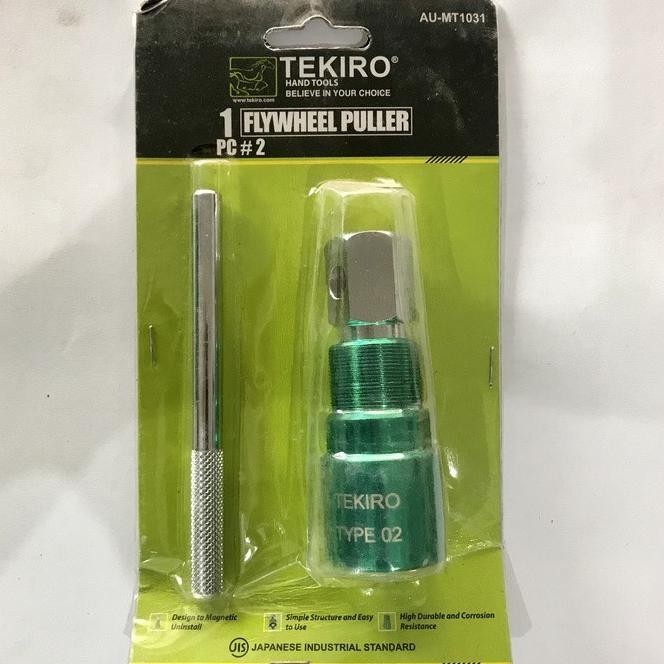 AU-MT1031
TEKIRO®
HAND TOOLS
BELIEVE IN YOUR CHOICE
www.tekiro.com
1 FLYWHEEL PULLER
PC # 2
TEKIRO
TYPE 02
Design to Magnetic
Uninstall
Simple Structure and Easy
to Use
High Durable and Corrosion
Resistance
JIS JAPANESE INDUSTRIAL STANDARD